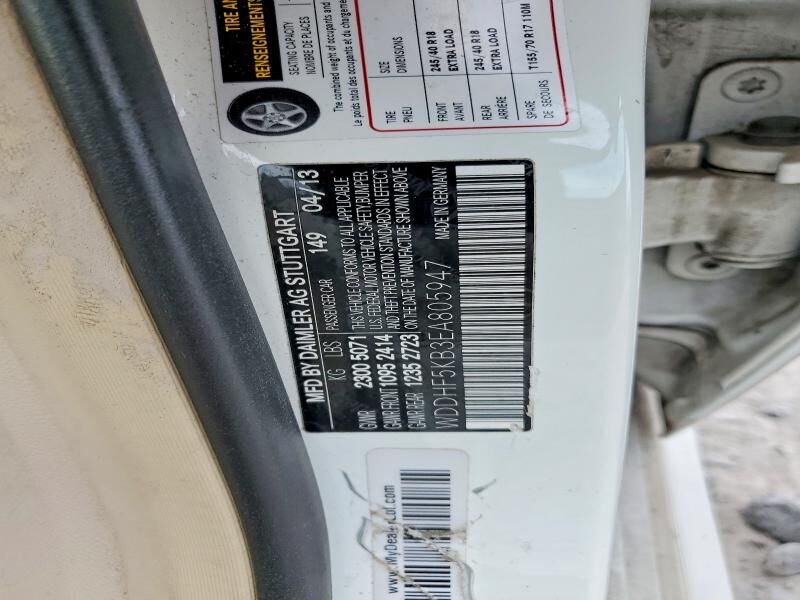 TIRE AN
RENSEIGNEMENTS
SEATING CAPACITY
NOMBRE DE PLACES
The combined weight of occupants and
Le poids total des occupants et du chargeme
TIRE SIZE
PNEU DIMENSIONS
FRONT 245/40 R18
AVANT EXTRA LOAD
REAR 245/40 R18
ARRIÈRE EXTRA LOAD
SPARE T155/70 R17 110M
DE SECOURS
MFD BY DAIMLER AG STUTTGART
PASSENGER CAR 149 04/13
KG LBS
GVWR 2300 5071
GAWR FRONT 1095 2414
GAWR REAR 1235 2723
THIS VEHICLE CONFORMS TO ALL APPLICABLE
U.S. FEDERAL MOTOR VEHICLE SAFETY, BUMPER
AND THEFT PREVENTION STANDARDS IN EFFECT
ON THE DATE OF MANUFACTURE SHOWN ABOVE
WDDHF5KB3EA805947 MADE IN GERMANY